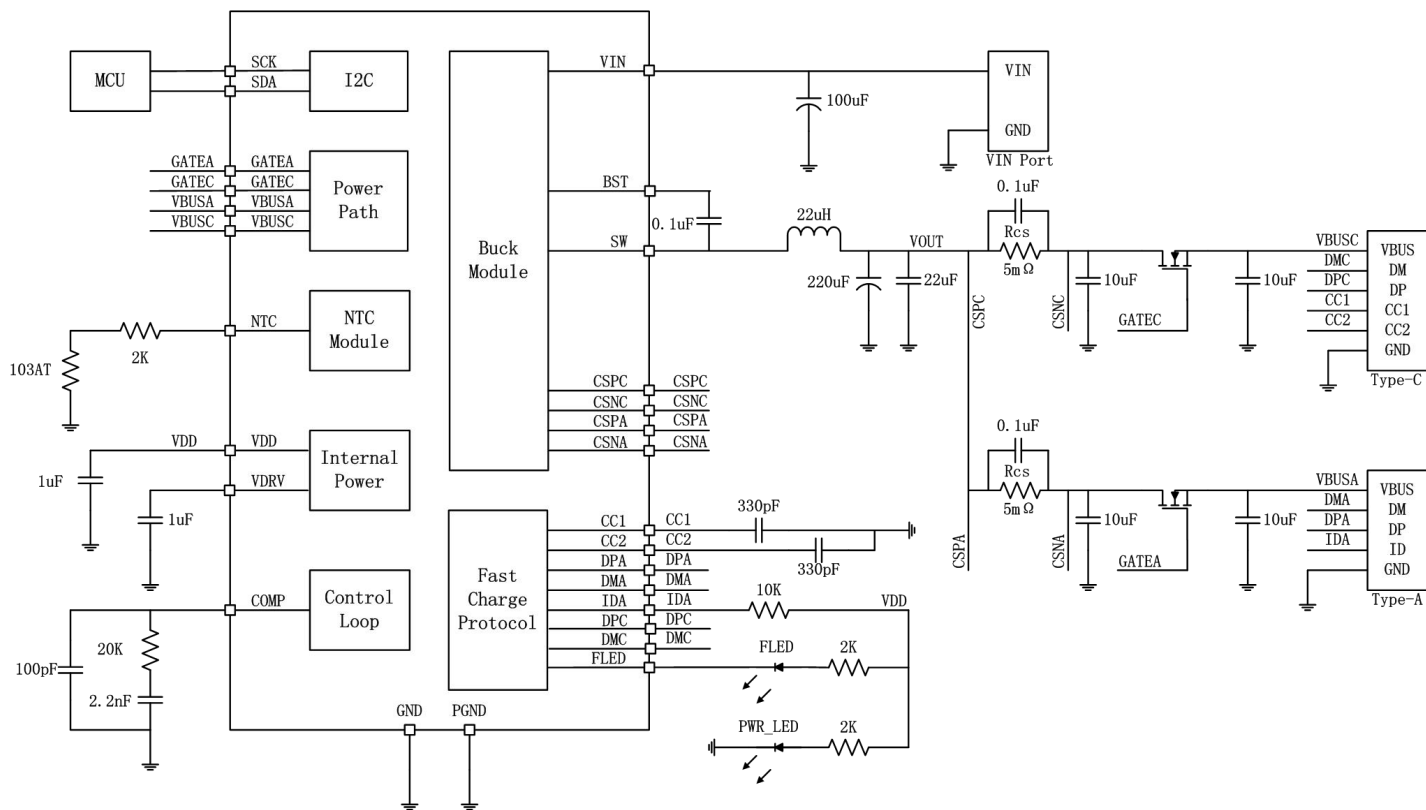 MCU
SCK
SDA
I2C
GATEA
GATEC
VBUSA
VBUSC
GATEA
GATEC
VBUSA
VBUSC
Power
Path
NTC
NTC
Module
2K
103AT
VDD
VDD
VDRV
Internal
Power
1uF
1uF
COMP
Control
Loop
20K
100pF
2.2nF
GND
PGND
Buck
Module
VIN
BST
SW
CSPC
CSNC
CSPA
CSNA
CSPC
CSNC
CSPA
CSNA
Fast
Charge
Protocol
CC1
CC2
DPA
DMA
IDA
DPC
DMC
FLED
CC1
CC2
DPA
DMA
IDA
DPC
DMC
330pF
330pF
10K
VDD
FLED
2K
PWR_LED
2K
100uF
VIN
GND
VIN Port
0.1uF
22uH
VOUT
220uF
22uF
0.1uF
Rcs
5mΩ
CSPC
CSNC
10uF
GATEC
10uF
VBUSC
DMC
DPC
CC1
CC2
VBUS
DM
DP
CC1
CC2
GND
Type-C
0.1uF
Rcs
5mΩ
CSPA
CSNA
10uF
GATEA
10uF
VBUSA
DMA
DPA
IDA
VBUS
DM
DP
ID
GND
Type-A